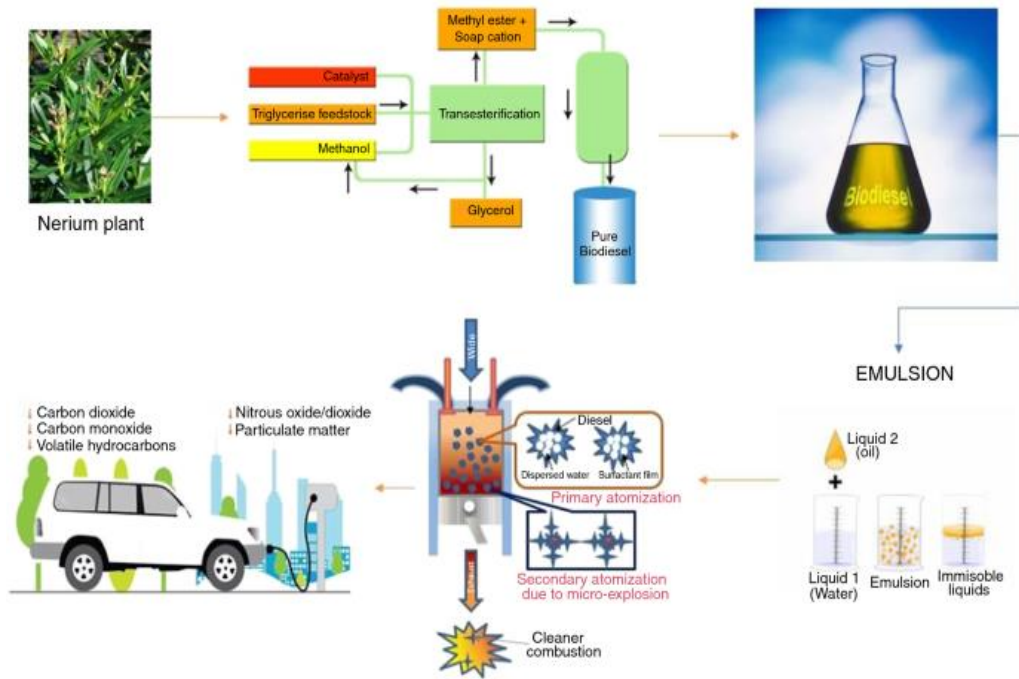 Nerium plant
Catalyst
Triglycerise feedstock
Methanol
Transesterification
Methyl ester +
Soap cation
Glycerol
Pure
Biodiesel
Biodiesel
EMULSION
Liquid 2
(oil)
+
Liquid 1
(Water)
Emulsion
Immisoble
liquids
Wide
Diesel
Dispersed water
Surfactant film
Primary atomization
Secondary atomization
due to micro-explosion
Exhaust
Cleaner
combustion
↓ Carbon dioxide
↓ Carbon monoxide
↓ Volatile hydrocarbons
↓ Nitrous oxide/dioxide
↓ Particulate matter